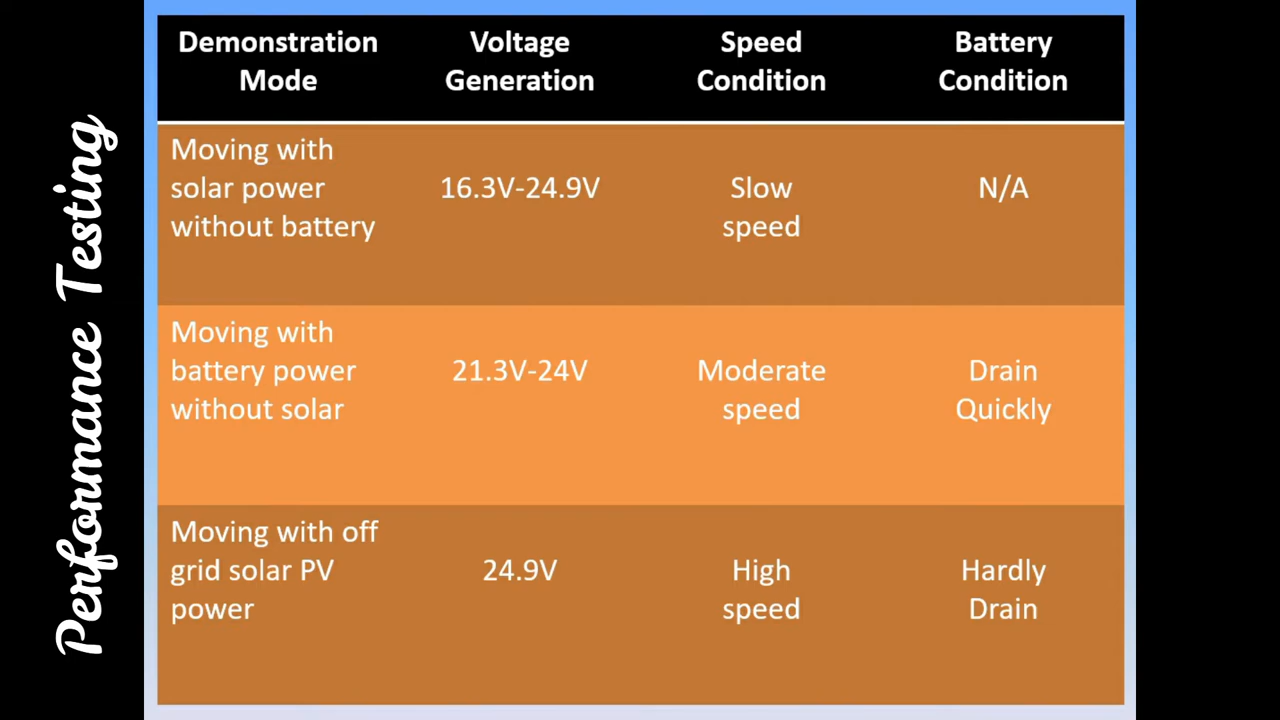 Performance Testing
Demonstration Mode
Voltage Generation
Speed Condition
Battery Condition
Moving with
solar power
without battery
16.3V-24.9V
Slow
speed
N/A
Moving with
battery power
without solar
21.3V-24V
Moderate
speed
Drain
Quickly
Moving with off
grid solar PV
power
24.9V
High
speed
Hardly
Drain